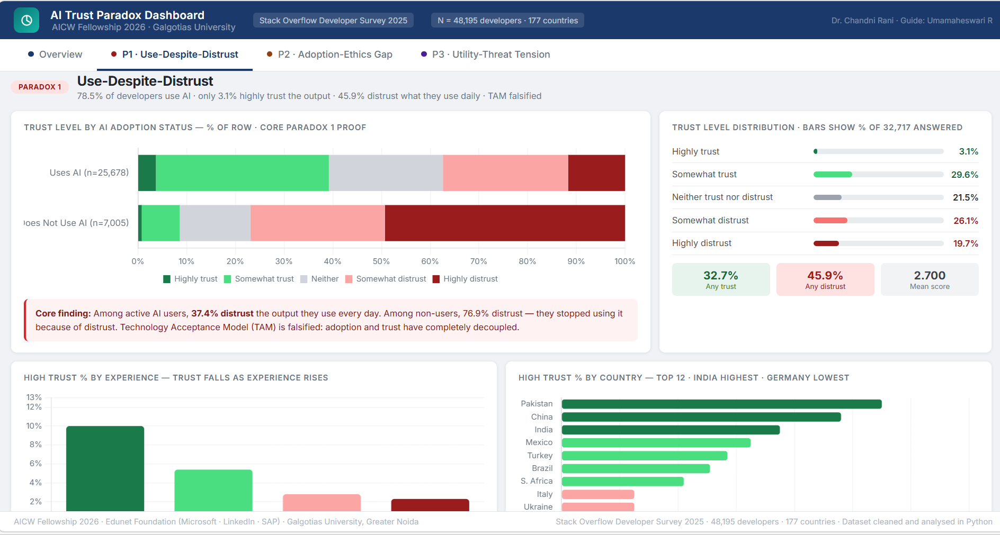 AI Trust Paradox Dashboard
AICW Fellowship 2026 · Galgotias University
Stack Overflow Developer Survey 2025
N = 48,195 developers · 177 countries
Dr. Chandni Rani · Guide: Umamaheswari R
Overview
P1 · Use-Despite-Distrust
P2 · Adoption-Ethics Gap
P3 · Utility-Threat Tension
PARADOX 1
Use-Despite-Distrust
78.5% of developers use AI · only 3.1% highly trust the output · 45.9% distrust what they use daily · TAM falsified
TRUST LEVEL BY AI ADOPTION STATUS — % OF ROW · CORE PARADOX 1 PROOF
Uses AI (n=25,678)
Does Not Use AI (n=7,005)
0% 10% 20% 30% 40% 50% 60% 70% 80% 90% 100%
Highly trust Somewhat trust Neither Somewhat distrust Highly distrust
Core finding: Among active AI users, 37.4% distrust the output they use every day. Among non-users, 76.9% distrust — they stopped using it
because of distrust. Technology Acceptance Model (TAM) is falsified: adoption and trust have completely decoupled.
TRUST LEVEL DISTRIBUTION · BARS SHOW % OF 32,717 ANSWERED
Highly trust 3.1%
Somewhat trust 29.6%
Neither trust nor distrust 21.5%
Somewhat distrust 26.1%
Highly distrust 19.7%
32.7%
Any trust
45.9%
Any distrust
2.700
Mean score
HIGH TRUST % BY EXPERIENCE — TRUST FALLS AS EXPERIENCE RISES
13%
12%
10%
8%
6%
4%
2%
HIGH TRUST % BY COUNTRY — TOP 12 · INDIA HIGHEST · GERMANY LOWEST
Pakistan
China
India
Mexico
Turkey
Brazil
S. Africa
Italy
Ukraine
AICW Fellowship 2026 · Edunet Foundation (Microsoft · LinkedIn · SAP) · Galgotias University, Greater Noida
Stack Overflow Developer Survey 2025 · 48,195 developers · 177 countries · Dataset cleaned and analysed in Python